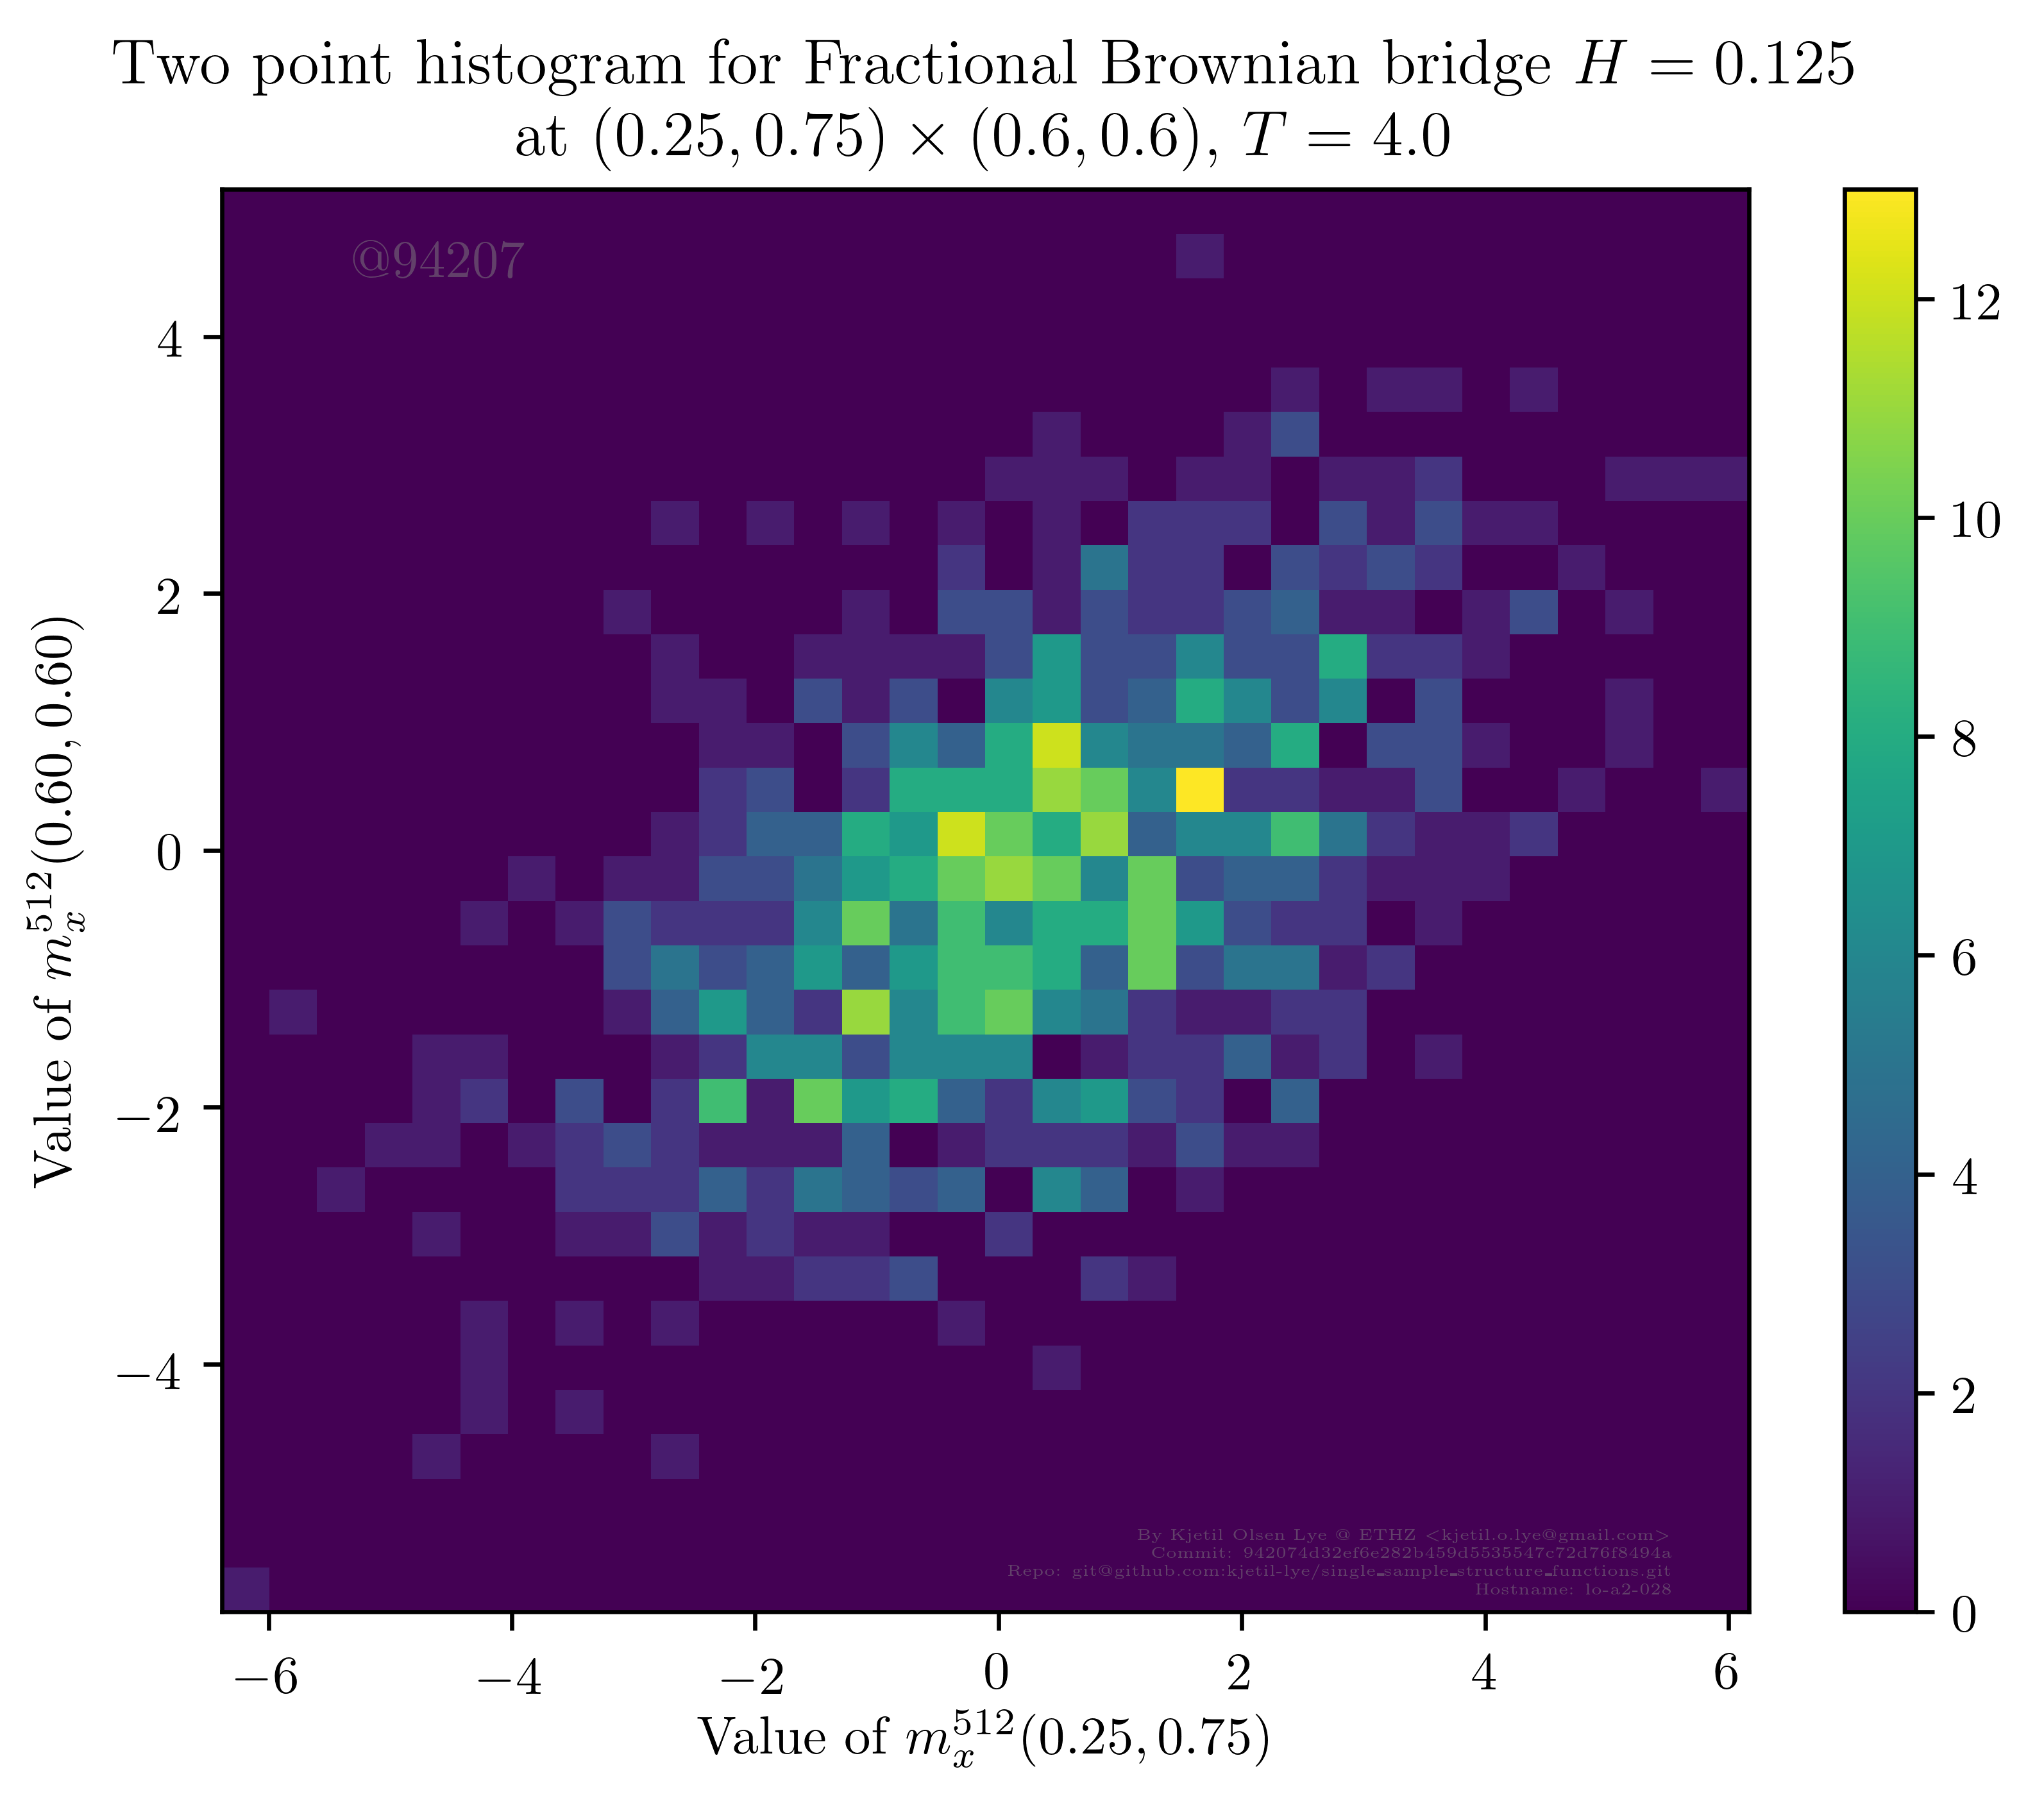 Two point histogram for Fractional Brownian bridge H = 0.125
at (0.25, 0.75) × (0.6, 0.6), T = 4.0
@94207
4
2
0
−2
−4
Value of m_x^512(0.60, 0.60)
−6
−4
−2
0
2
4
6
Value of m_x^512(0.25, 0.75)
12
10
8
6
4
2
0
By Kjetil Olsen Lye @ ETHZ <kjetil.o.lye@gmail.com>
Commit: 942074d32ef6e282b459d5535547c72d76f8494a
Repo: git@github.com:kjetil-lye/single_sample_structure_functions.git
Hostname: lo-a2-028